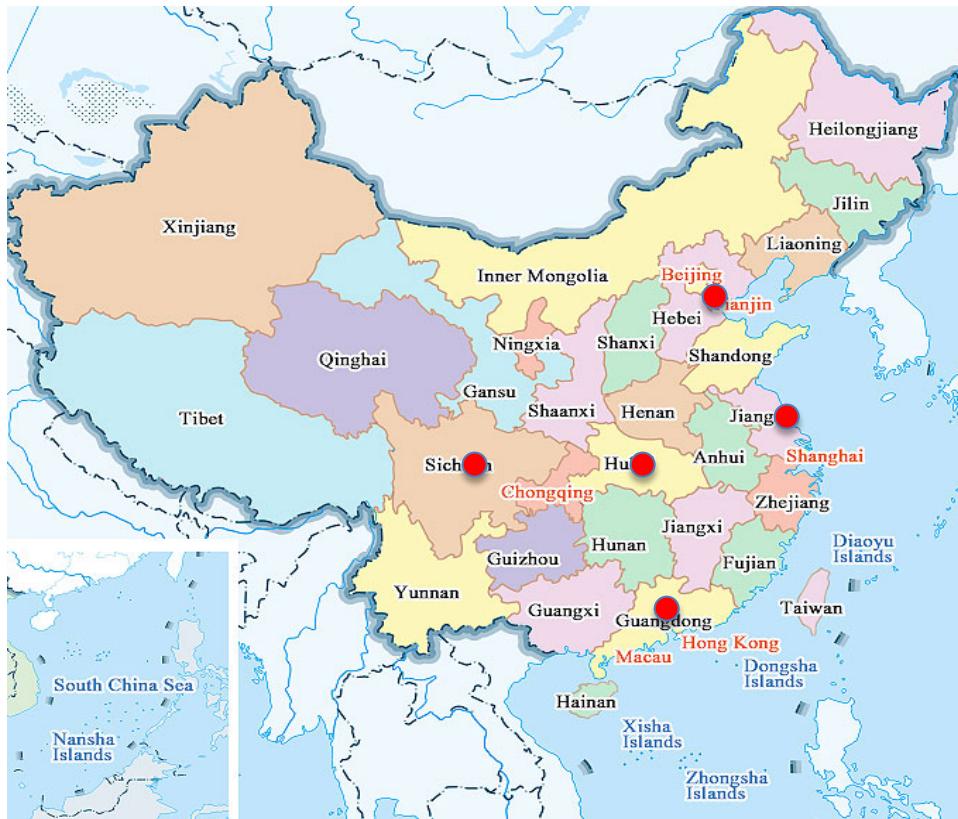 Heilongjiang
Jilin
Xinjiang
Liaoning
Inner Mongolia
Beijing
Hebei
Ningxia
Shanxi
Shandong
Qinghai
Gansu
Tibet
Shaanxi
Henan
Jiang
Anhui
Shanghai
Chongqing
Zhejiang
Jiangxi
Hunan
Guizhou
Fujian
Diaoyu
Islands
Yunnan
Guangxi
Guangdong
Taiwan
Hong Kong
Macau
Dongsha
Islands
Hainan
South China Sea
Xisha
Islands
Nansha
Islands
Zhongsha
Islands